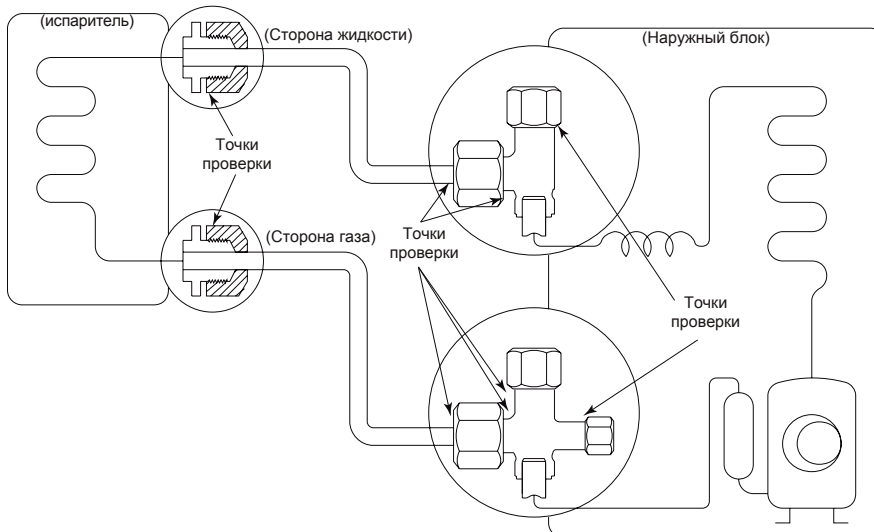 (испаритель)
(Сторона жидкости)
(Наружный блок)
Точки
проверки
(Сторона газа)
Точки
проверки
Точки
проверки